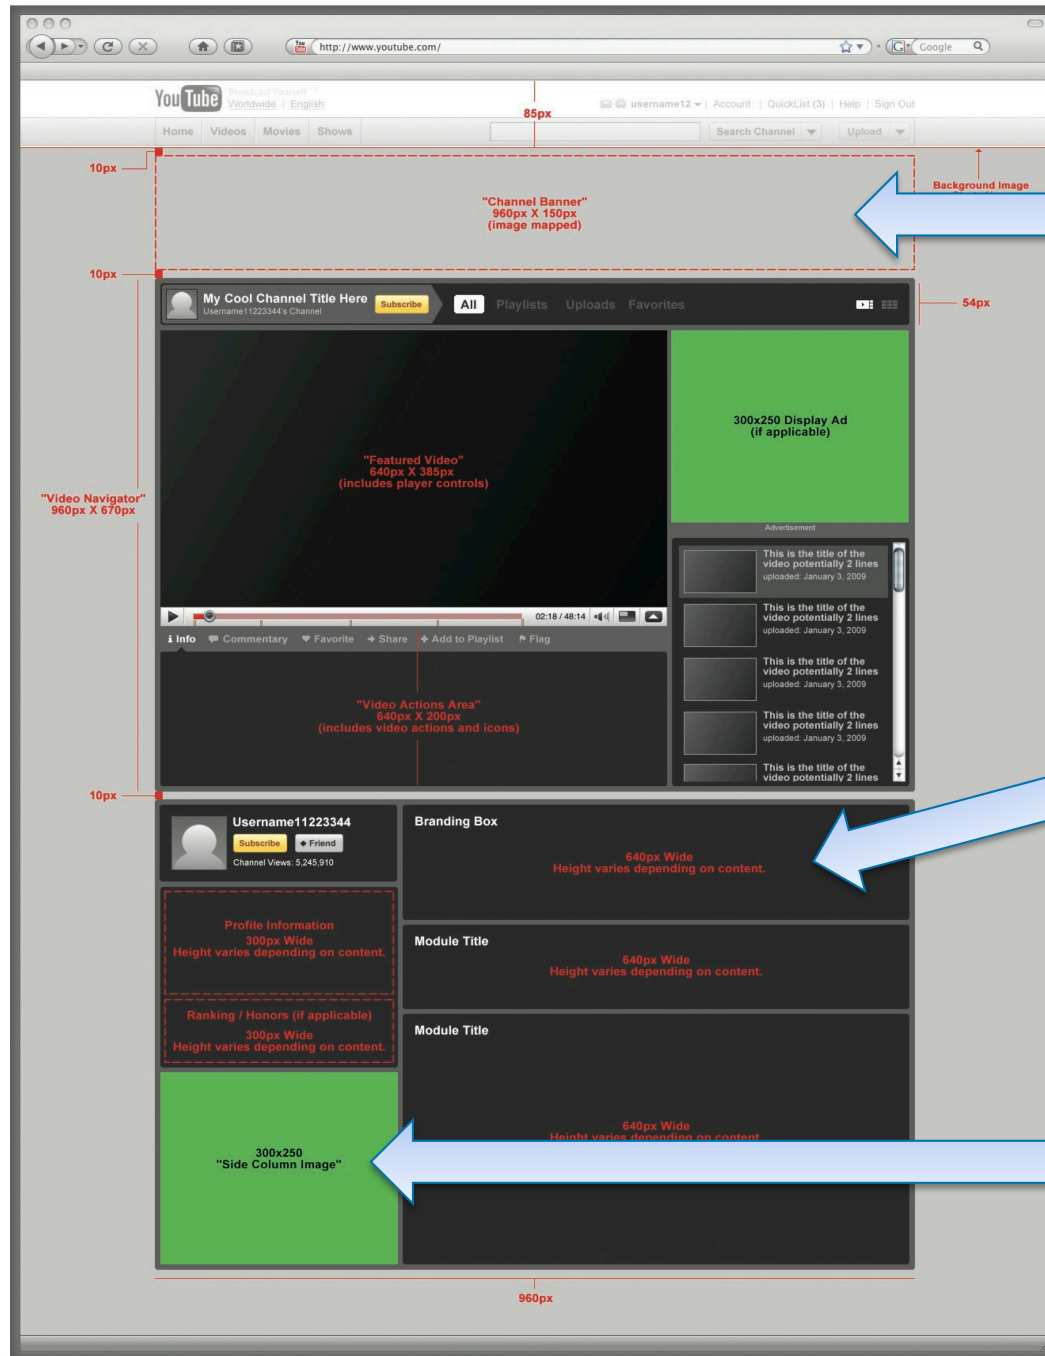 http://www.youtube.com/
Google
You Tube
Broadcast Yourself ™
Worldwide | English
username12 | Account | QuickList (3) | Help | Sign Out
85px
Home Videos Movies Shows
Search Channel
Upload
10px
Background Image
"Channel Banner"
960px X 150px
(image mapped)
10px
My Cool Channel Title Here
Username11223344's Channel
Subscribe
All Playlists Uploads Favorites
54px
300x250 Display Ad
(if applicable)
"Featured Video"
640px X 385px
(includes player controls)
"Video Navigator"
960px X 670px
Advertisement
This is the title of the
video potentially 2 lines
uploaded: January 3, 2009
This is the title of the
video potentially 2 lines
uploaded: January 3, 2009
This is the title of the
video potentially 2 lines
uploaded: January 3, 2009
This is the title of the
video potentially 2 lines
uploaded: January 3, 2009
This is the title of the
video potentially 2 lines
02:18 / 48:14
i Info Commentary Favorite Share Add to Playlist Flag
"Video Actions Area"
640px X 200px
(includes video actions and icons)
10px
Username11223344
Subscribe
Friend
Channel Views: 5,245,910
Branding Box
640px Wide
Height varies depending on content.
Profile Information
300px Wide
Height varies depending on content.
Module Title
640px Wide
Height varies depending on content.
Ranking / Honors (if applicable)
300px Wide
Height varies depending on content.
Module Title
640px Wide
Height varies depending on content.
300x250
"Side Column Image"
960px